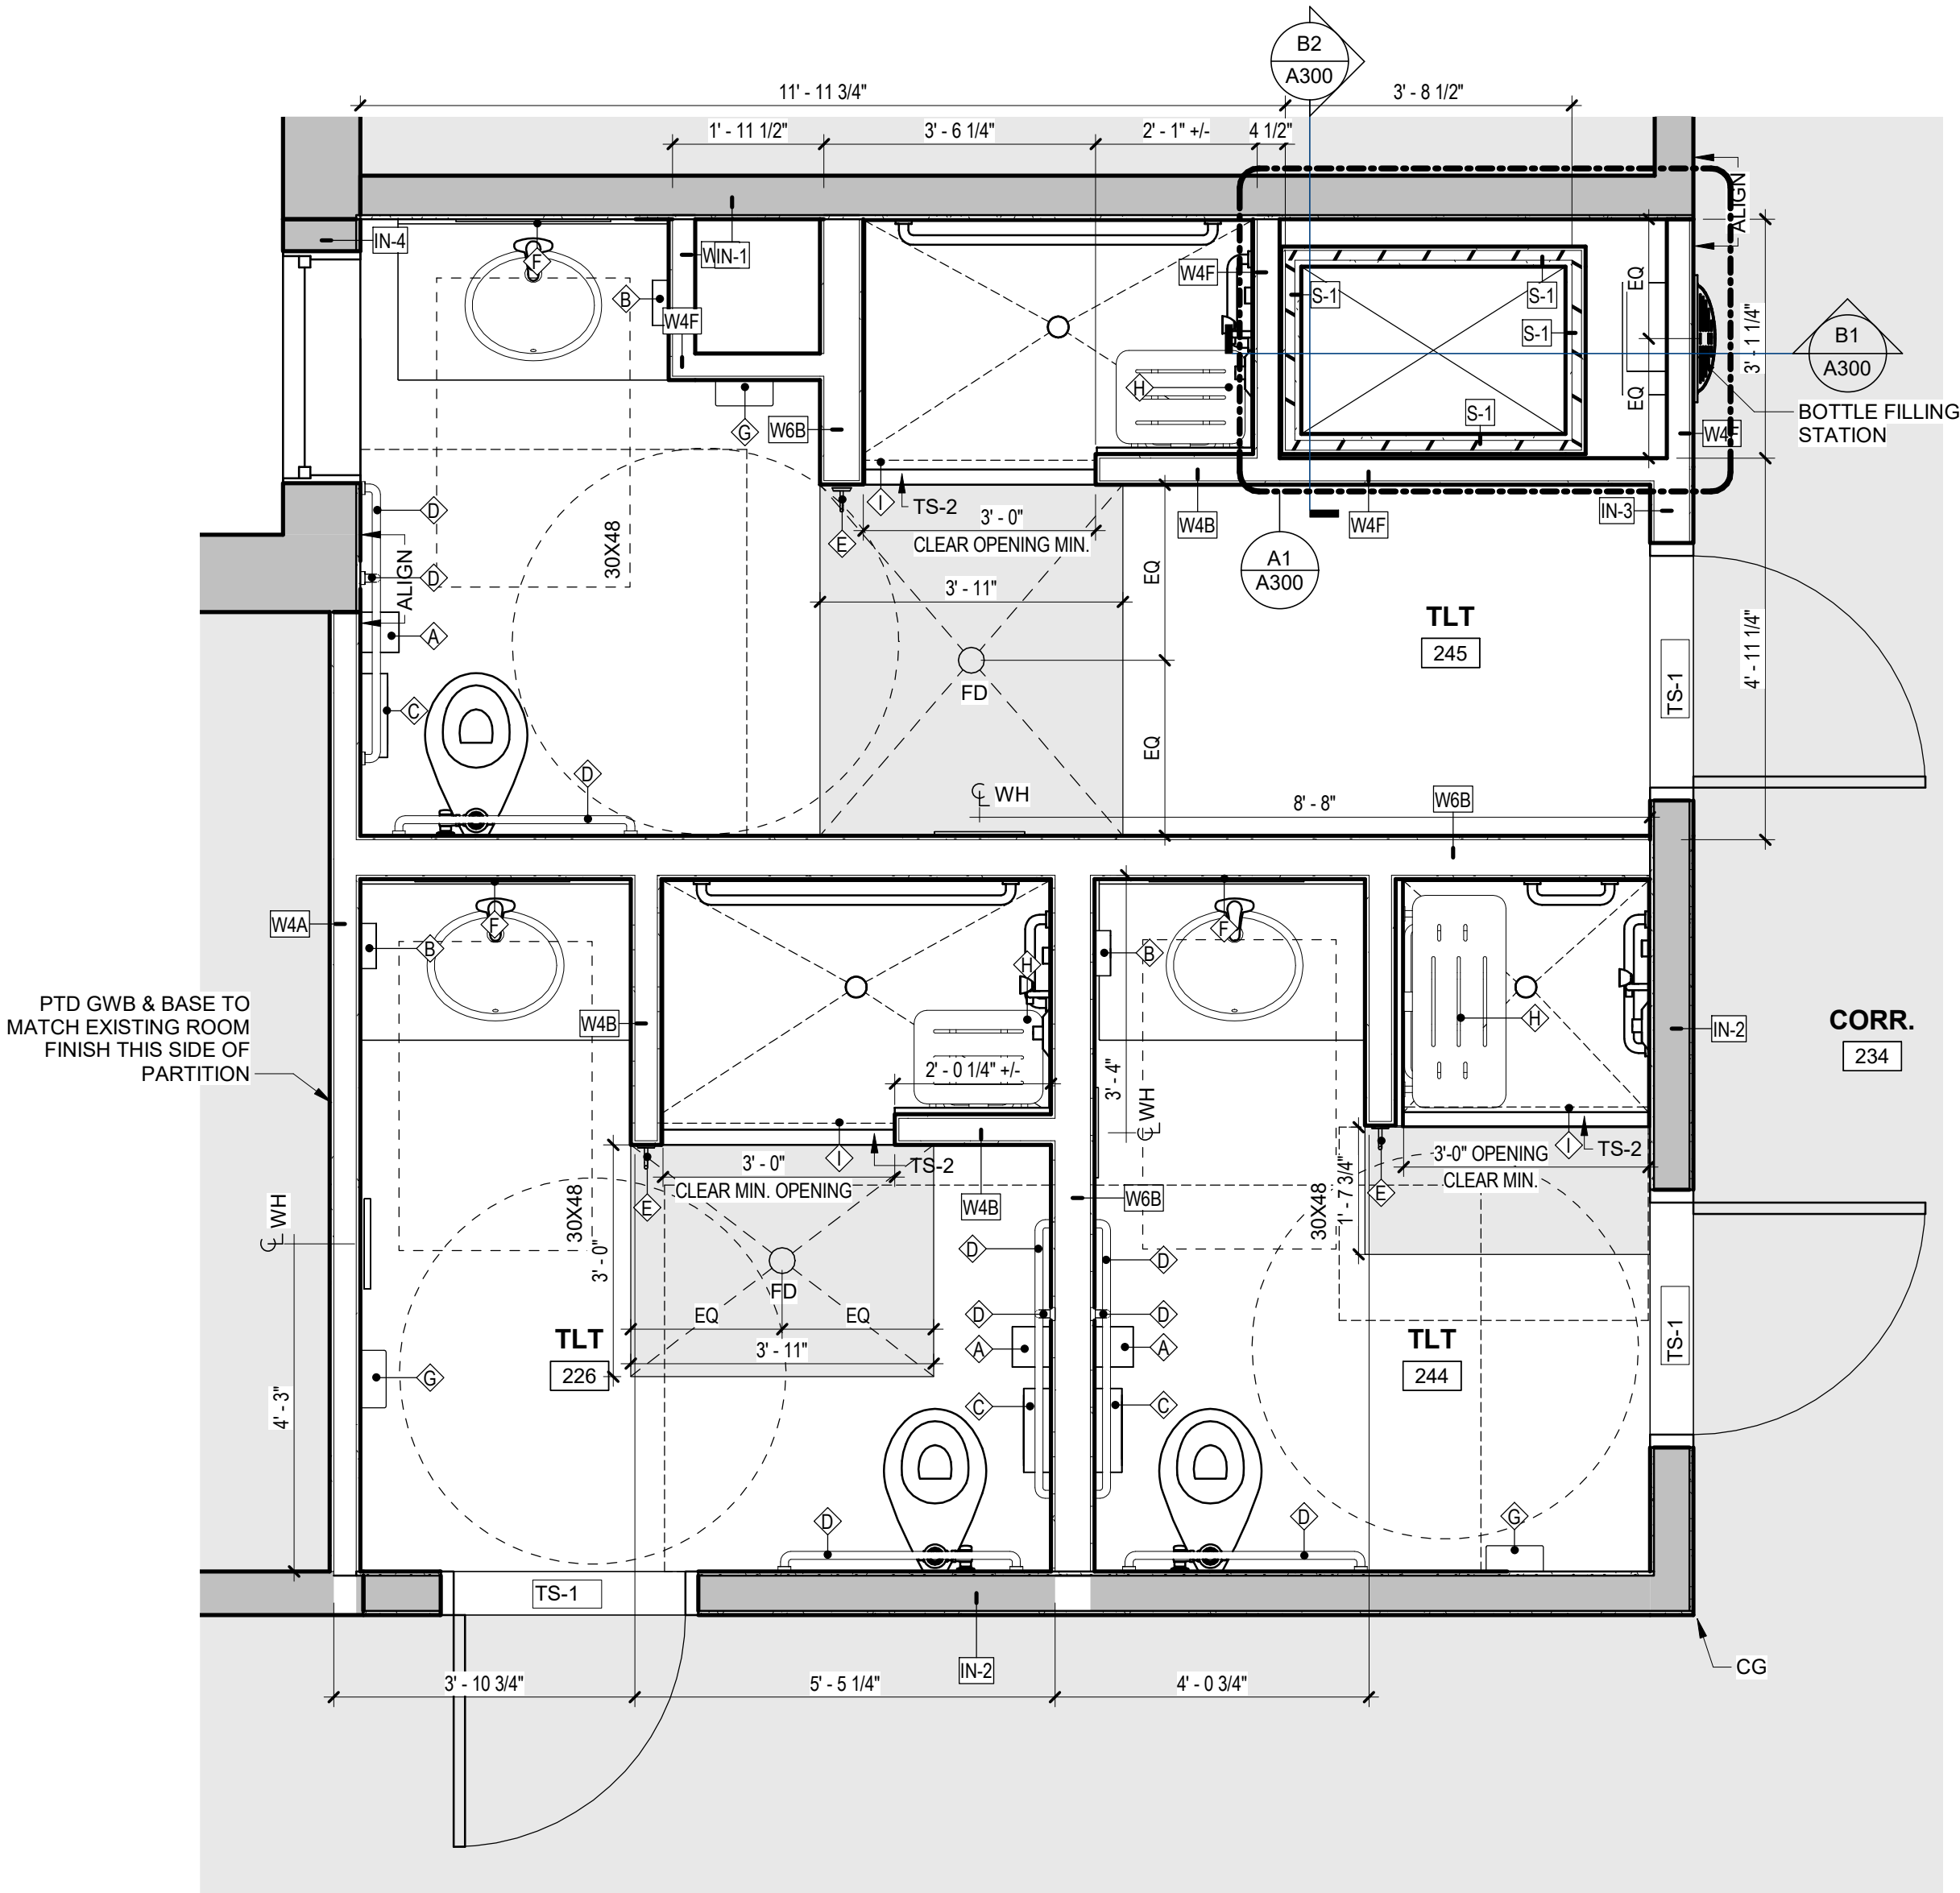 B2
A300
11' - 11 3/4"
3' - 8 1/2"
1' - 11 1/2"
3' - 6 1/4"
2' - 1" +/-
4 1/2"
ALIGN
IN-4
F
IN-1
B
W4F
W4F
S-1
S-1
S-1
S-1
EQ
EQ
3' - 1 1/4"
B1
A300
H
G
W6B
BOTTLE FILLING
STATION
W4F
I
TS-2
D
E
3' - 0"
CLEAR OPENING MIN.
W4B
W4F
IN-3
30X48
A1
A300
D
ALIGN
EQ
3' - 11"
A
TLT
245
4' - 11 1/4"
FD
TS-1
C
EQ
D
WH
8' - 8"
W6B
W4A
F
B
H
F
B
H
PTD GWB & BASE TO
MATCH EXISTING ROOM
FINISH THIS SIDE OF
PARTITION
W4B
IN-2
CORR.
234
2' - 0 1/4" +/-
3' - 4"
WH
I
TS-2
I
TS-2
3' - 0"
CLEAR MIN. OPENING
3'-0" OPENING
CLEAR MIN.
E
W4B
W6B
E
30X48
30X48
1' - 7 3/4"
WH
3' - 0"
D
D
FD
EQ
EQ
D
D
TLT
226
3' - 11"
A
A
TLT
244
TS-1
G
C
C
4' - 3"
D
D
G
TS-1
IN-2
CG
3' - 10 3/4"
5' - 5 1/4"
4' - 0 3/4"